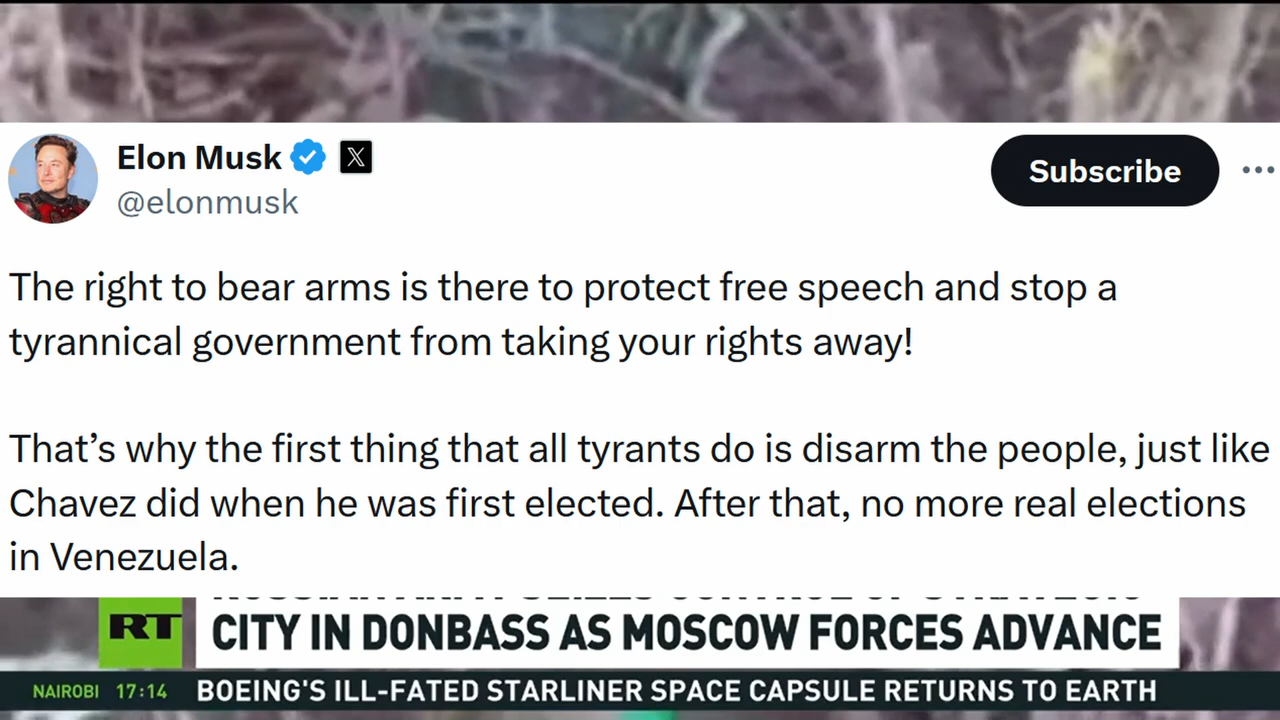 Elon Musk
@elonmusk
Subscribe
The right to bear arms is there to protect free speech and stop a
tyrannical government from taking your rights away!
That’s why the first thing that all tyrants do is disarm the people, just like
Chavez did when he was first elected. After that, no more real elections
in Venezuela.
RT
CITY IN DONBASS AS MOSCOW FORCES ADVANCE
NAIROBI 17:14 BOEING'S ILL-FATED STARLINER SPACE CAPSULE RETURNS TO EARTH